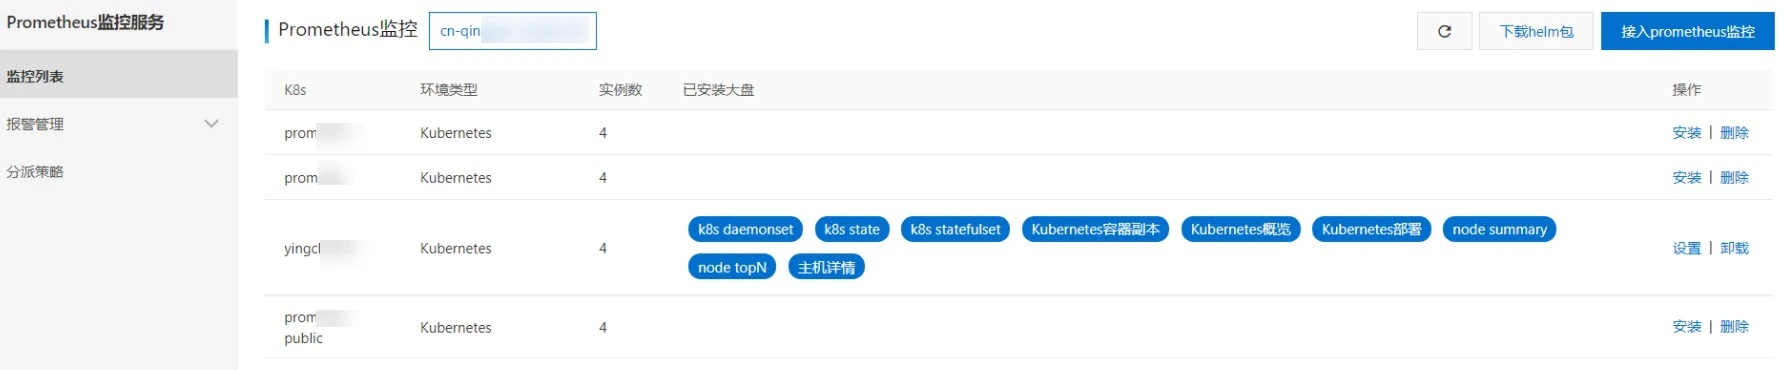 Prometheus监控服务
监控列表
报警管理
分派策略
Prometheus监控 cn-qin
下载helm包 接入prometheus监控
K8s 环境类型 实例数 已安装大盘 操作
prom Kubernetes 4 安装 | 删除
prom Kubernetes 4 安装 | 删除
yingcl Kubernetes 4 k8s daemonset k8s state k8s statefulset Kubernetes容器副本 Kubernetes概览 Kubernetes部署 node summary 设置 | 卸载
node topN 主机详情
prom
public Kubernetes 4 安装 | 删除